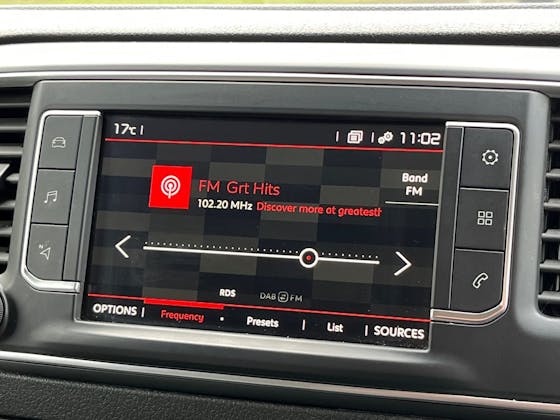 17°C
11:02
FM Grt Hits
Band
FM
102.20 MHz Discover more at greatesth
RDS
DAB FM
OPTIONS
Frequency
Presets
List
SOURCES
N